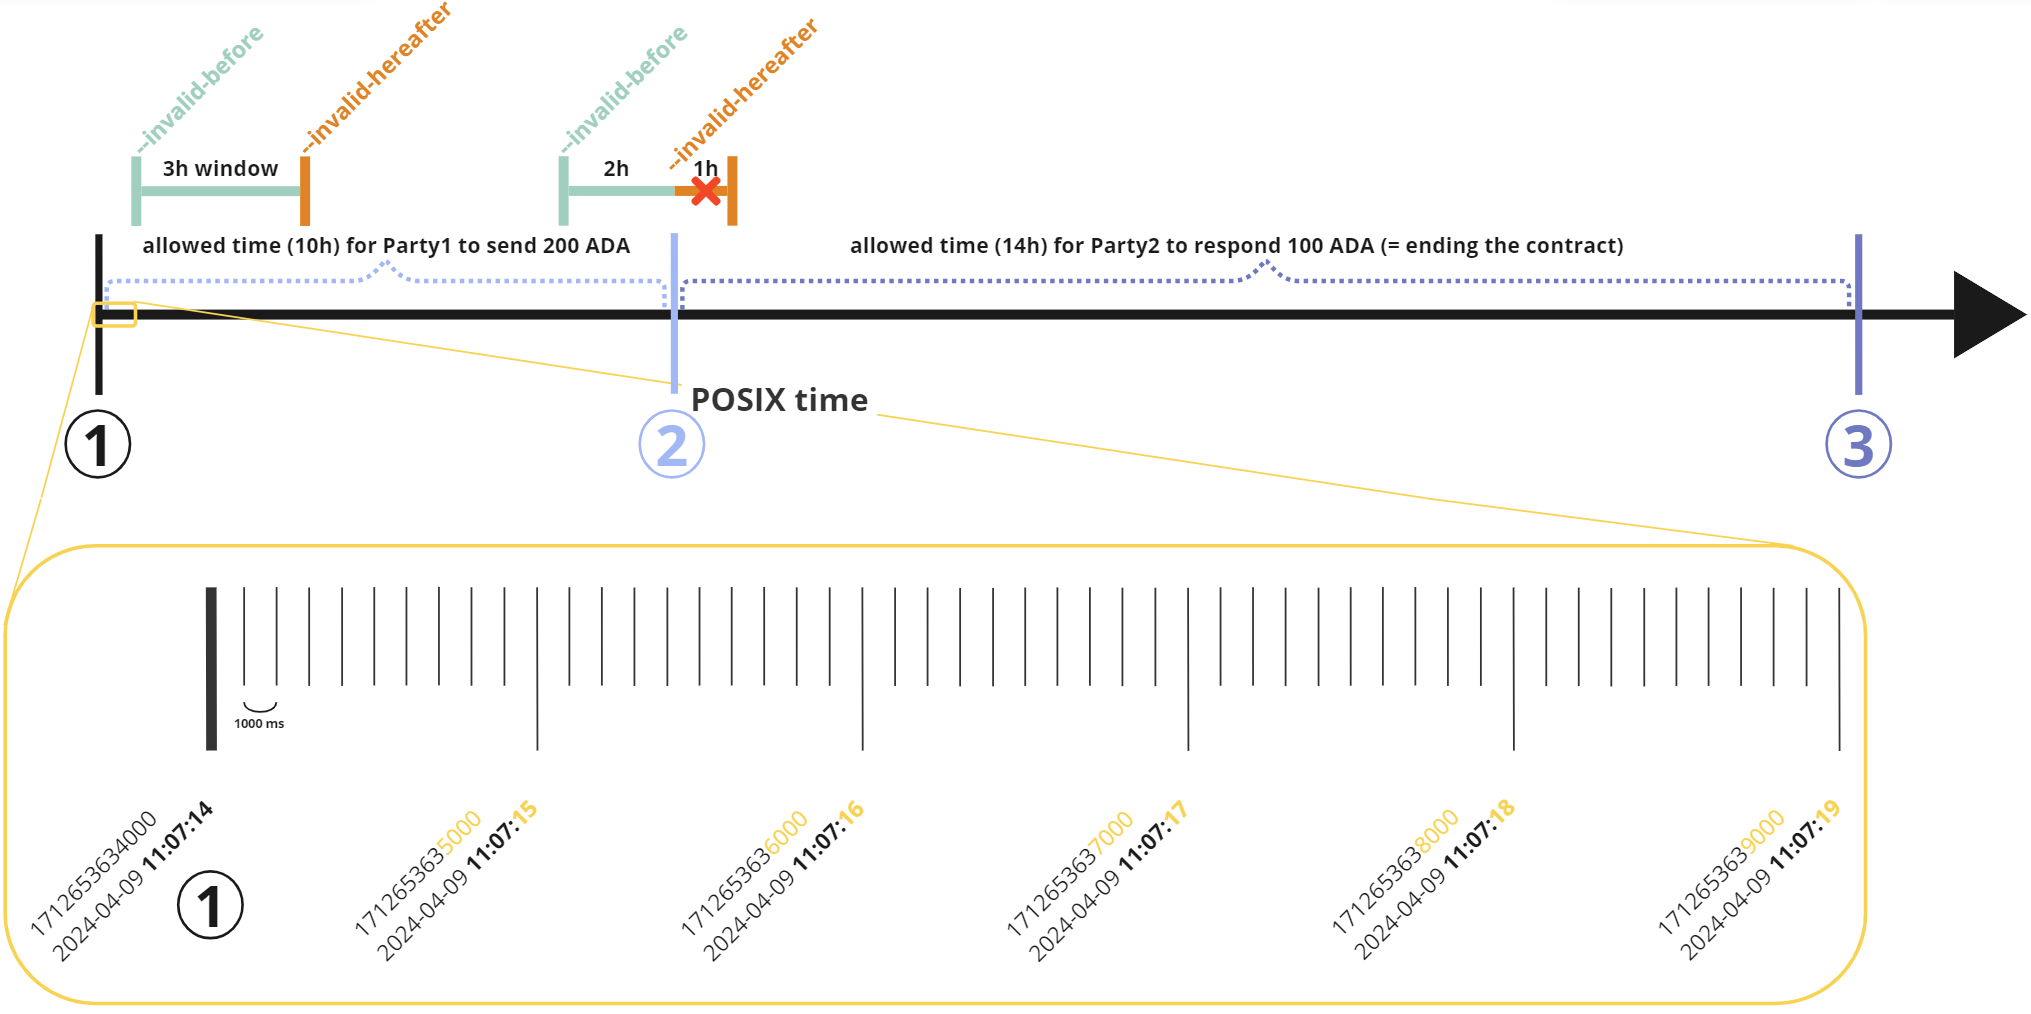 --invalid-before
--invalid-hereafter
--invalid-before
--invalid-hereafter
3h window
2h
1h
allowed time (10h) for Party1 to send 200 ADA
allowed time (14h) for Party2 to respond 100 ADA (= ending the contract)
POSIX time
1
2
3
1000 ms
1712653634000
2024-04-09 11:07:14
1712653635000
2024-04-09 11:07:15
1712653636000
2024-04-09 11:07:16
1712653637000
2024-04-09 11:07:17
1712653638000
2024-04-09 11:07:18
1712653639000
2024-04-09 11:07:19
1